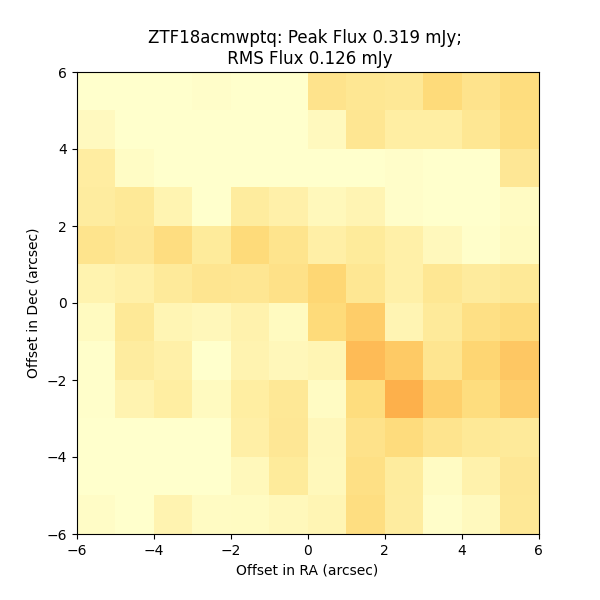 ZTF18acmwptq: Peak Flux 0.319 mJy;
RMS Flux 0.126 mJy
6
4
2
0
−2
−4
−6
Offset in Dec (arcsec)
−6 −4 −2 0 2 4 6
Offset in RA (arcsec)